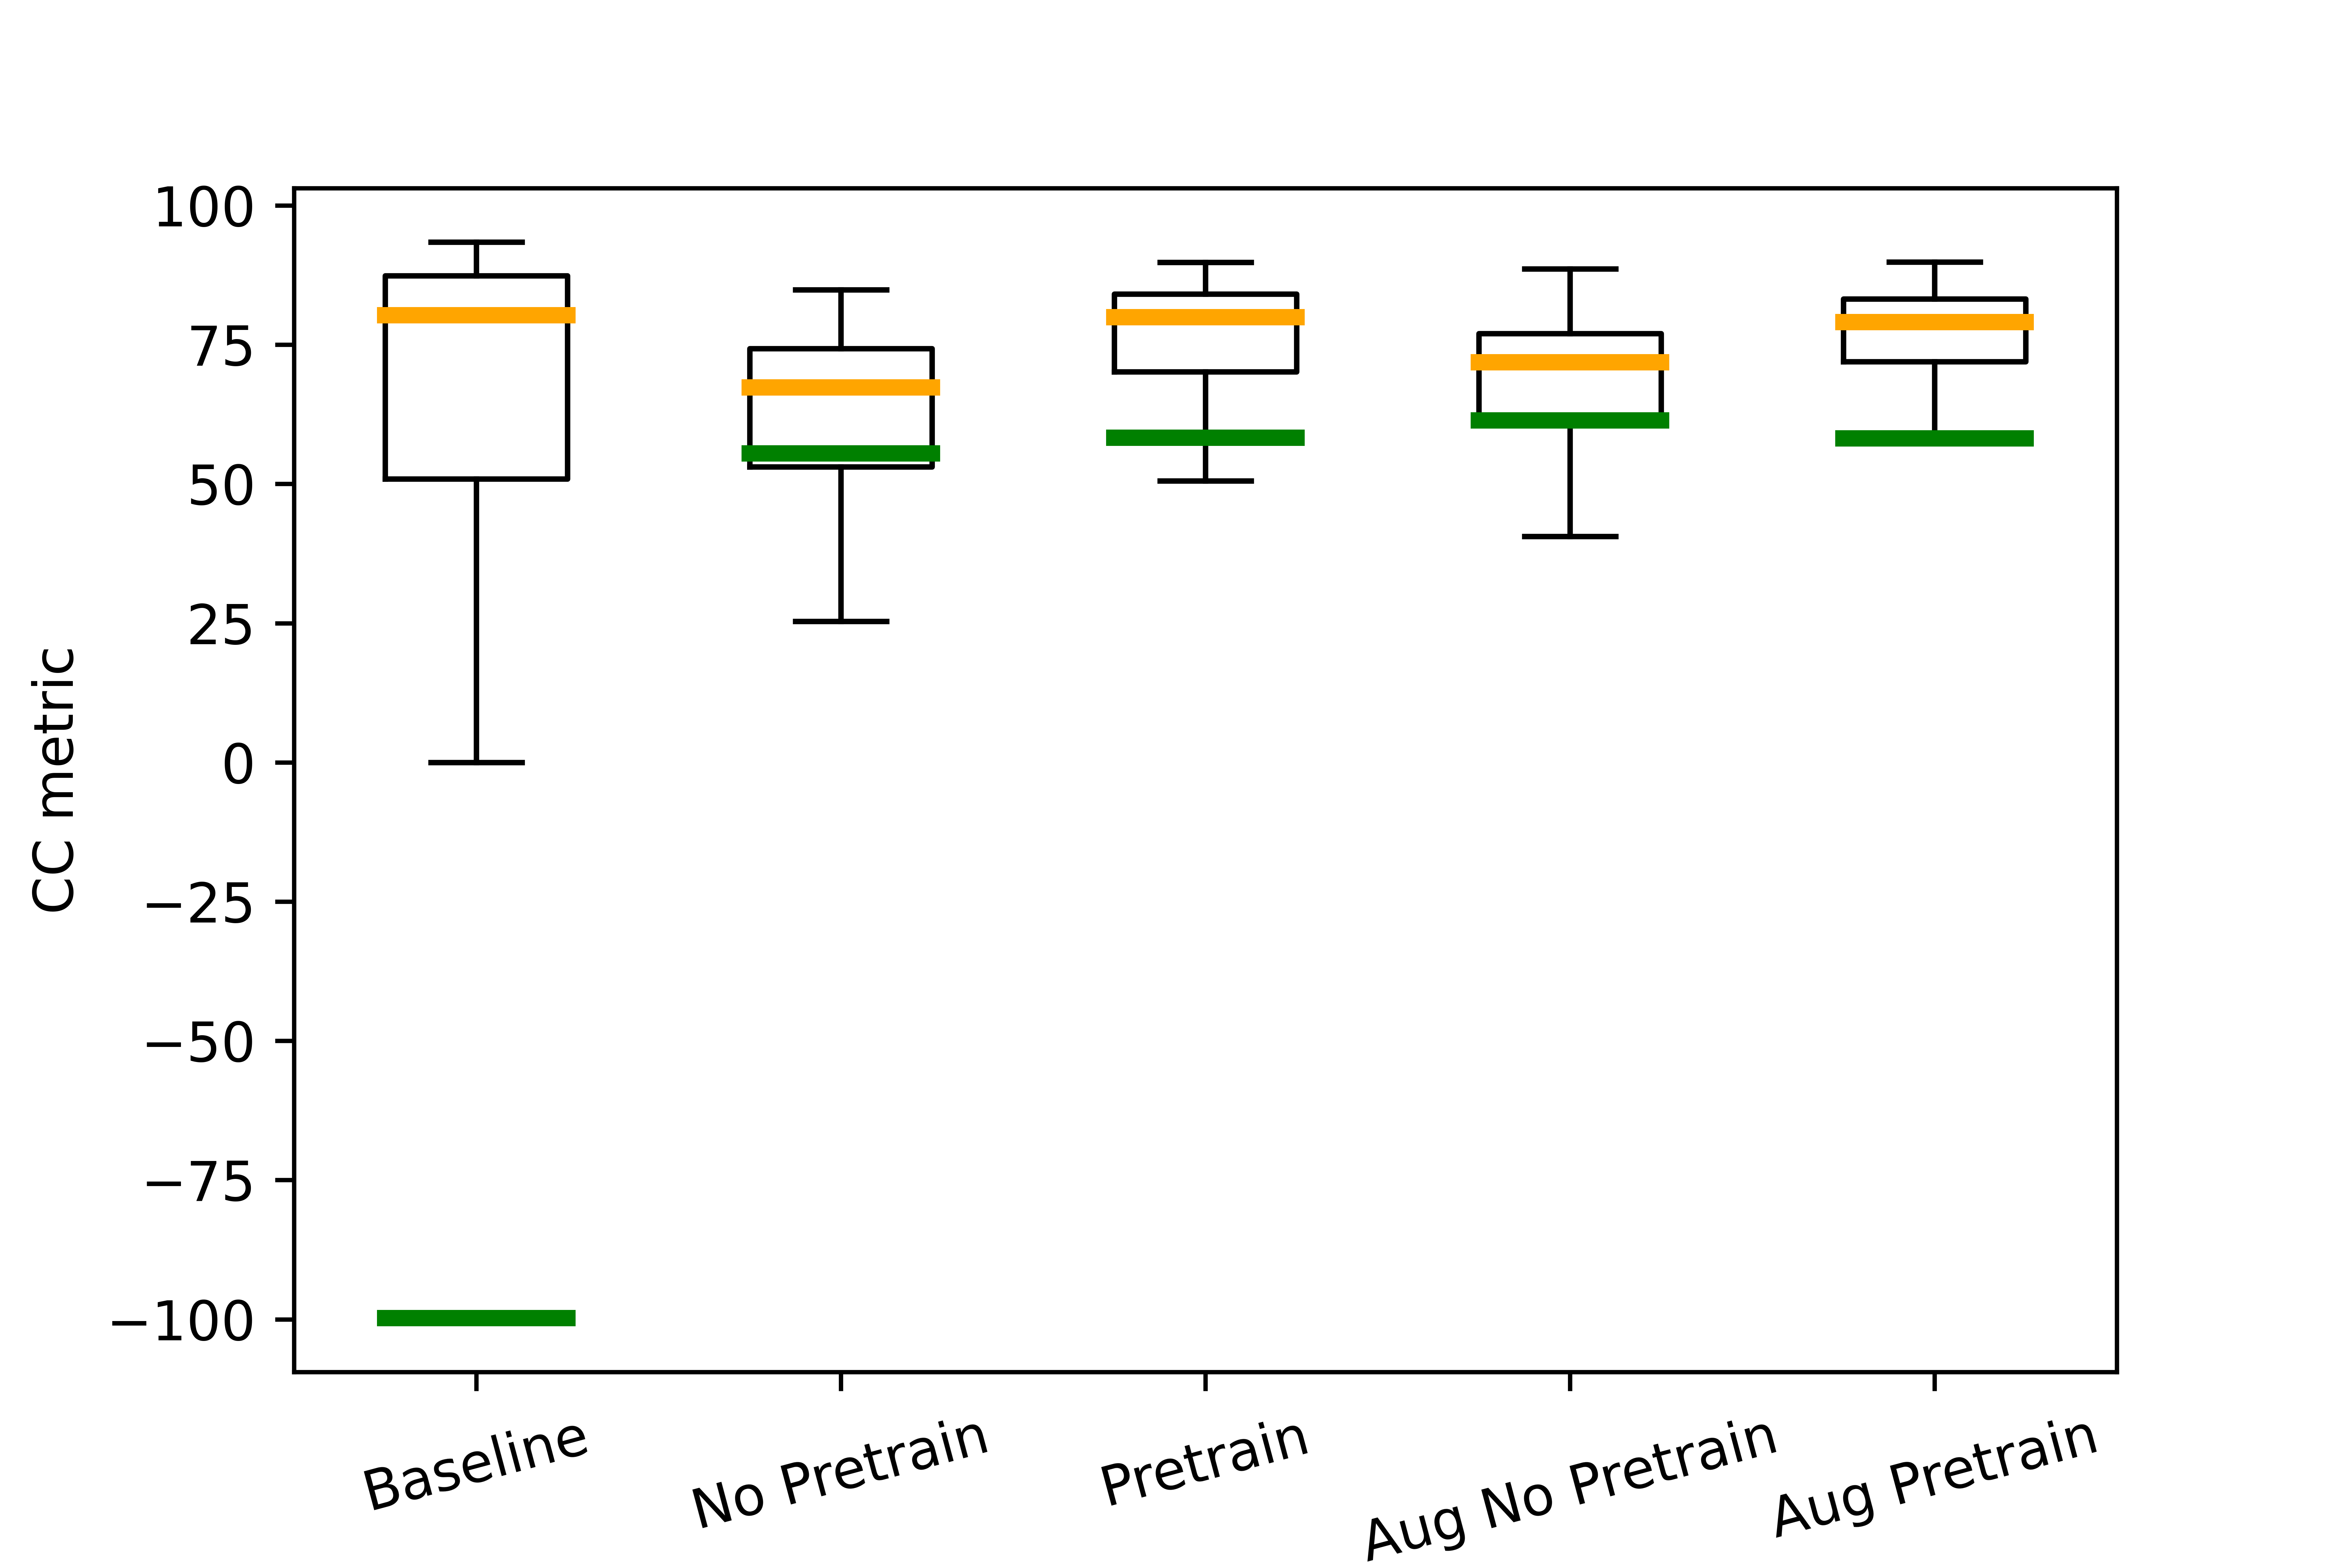 100
75
50
25
0
−25
−50
−75
−100
CC metric
Baseline
No Pretrain
Pretrain
Aug No Pretrain
Aug Pretrain